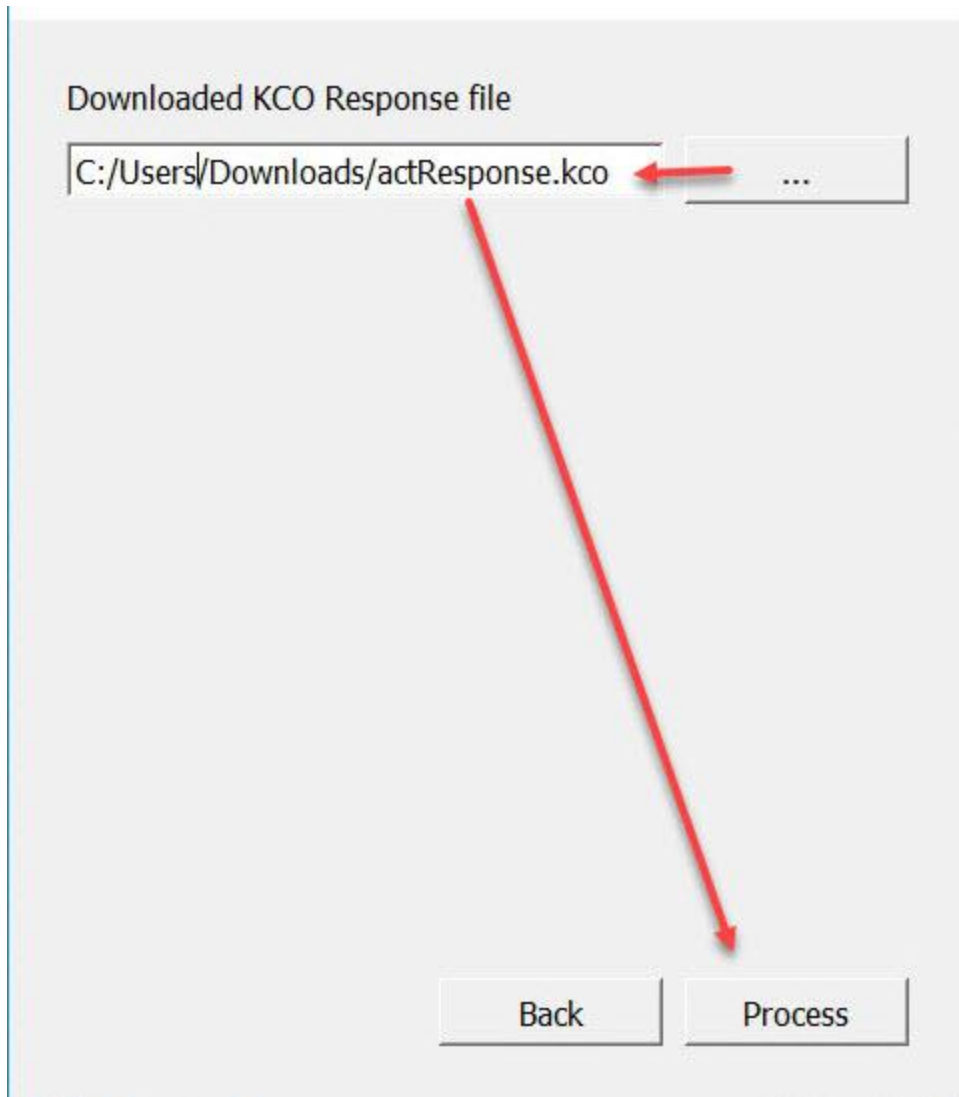 Downloaded KCO Response file
C:/Users/Downloads/actResponse.kco
...
Back
Process